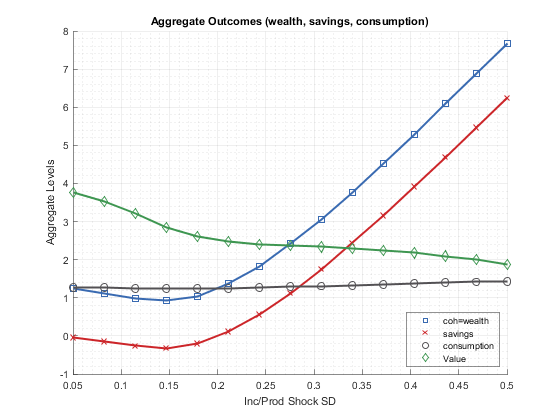 Aggregate Outcomes (wealth, savings, consumption)
8
7
6
5
4
3
2
1
0
-1
Aggregate Levels
0.05 0.1 0.15 0.2 0.25 0.3 0.35 0.4 0.45 0.5
Inc/Prod Shock SD
coh=wealth
savings
consumption
Value